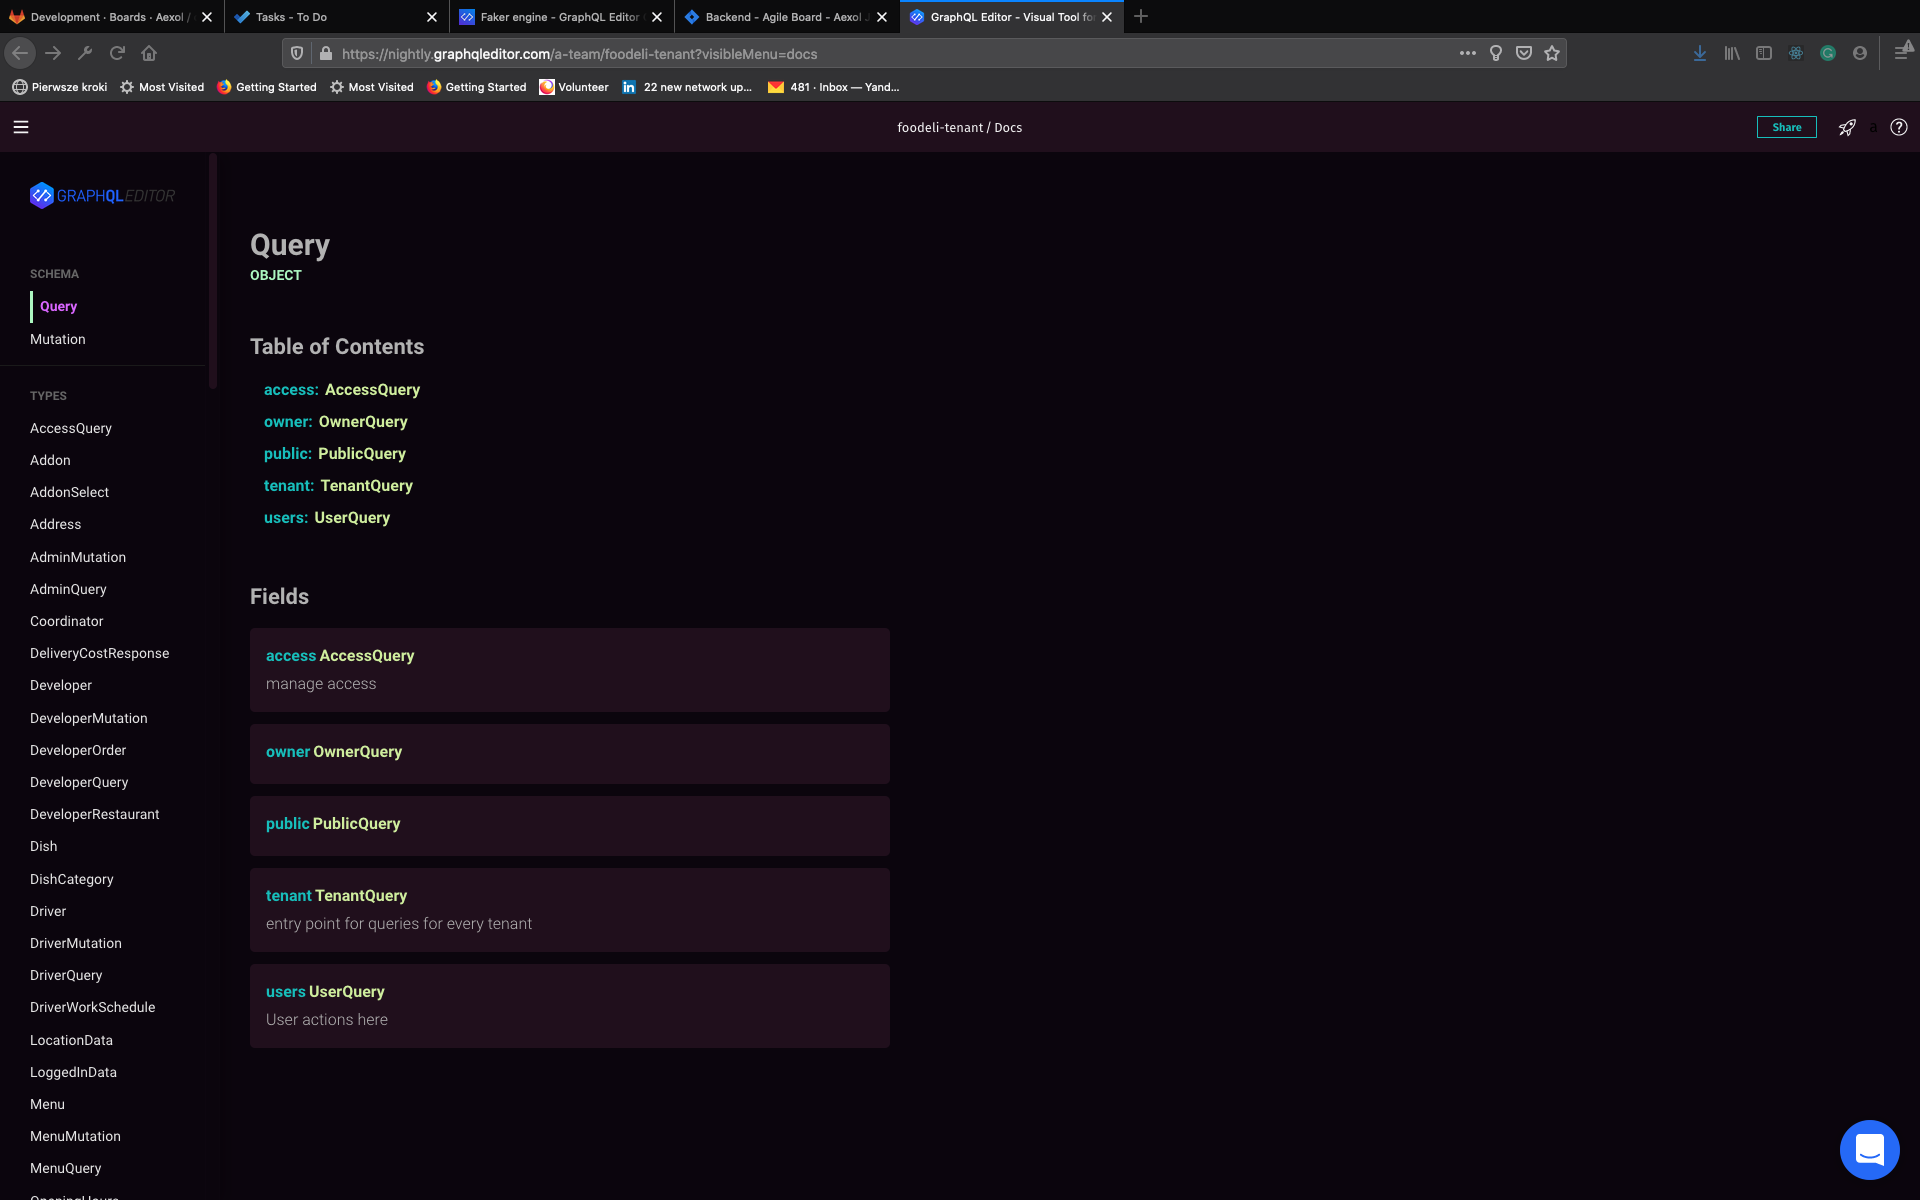 Development · Boards · Aexol /
Tasks - To Do
Faker engine - GraphQL Editor
Backend - Agile Board - Aexol
GraphQL Editor - Visual Tool fo
https://nightly.graphqleditor.com/a-team/foodeli-tenant?visibleMenu=docs
Pierwsze kroki
Most Visited
Getting Started
Most Visited
Getting Started
Volunteer
22 new network up...
481 · Inbox — Yand...
foodeli-tenant / Docs
Share
a
GRAPHQLEDITOR
SCHEMA
Query
Mutation
TYPES
AccessQuery
Addon
AddonSelect
Address
AdminMutation
AdminQuery
Coordinator
DeliveryCostResponse
Developer
DeveloperMutation
DeveloperOrder
DeveloperQuery
DeveloperRestaurant
Dish
DishCategory
Driver
DriverMutation
DriverQuery
DriverWorkSchedule
LocationData
LoggedInData
Menu
MenuMutation
MenuQuery
Query
OBJECT
Table of Contents
access: AccessQuery
owner: OwnerQuery
public: PublicQuery
tenant: TenantQuery
users: UserQuery
Fields
access AccessQuery
manage access
owner OwnerQuery
public PublicQuery
tenant TenantQuery
entry point for queries for every tenant
users UserQuery
User actions here